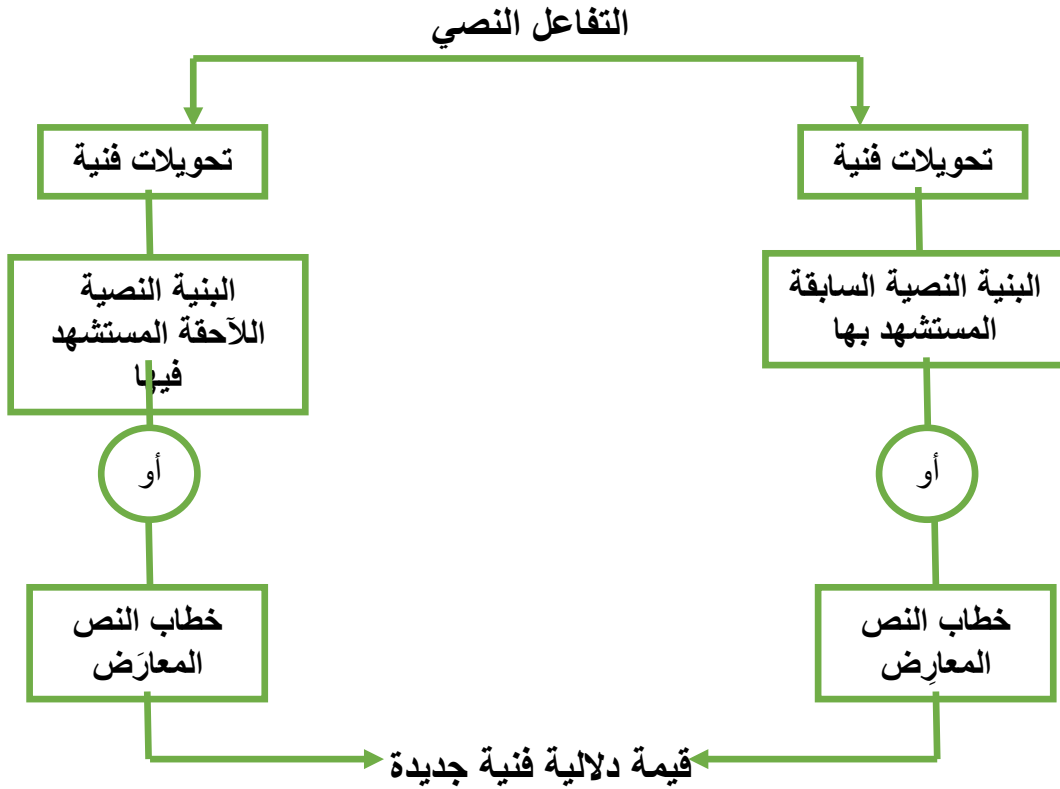 التفاعل النصي
تحويلات فنية
تحويلات فنية
البنية النصية السابقة
المستشهد بها
البنية النصية
اللآحقة المستشهد
فيها
أو
أو
خطاب النص
المعارِض
خطاب النص
المعارَض
قيمة دلالية فنية جديدة